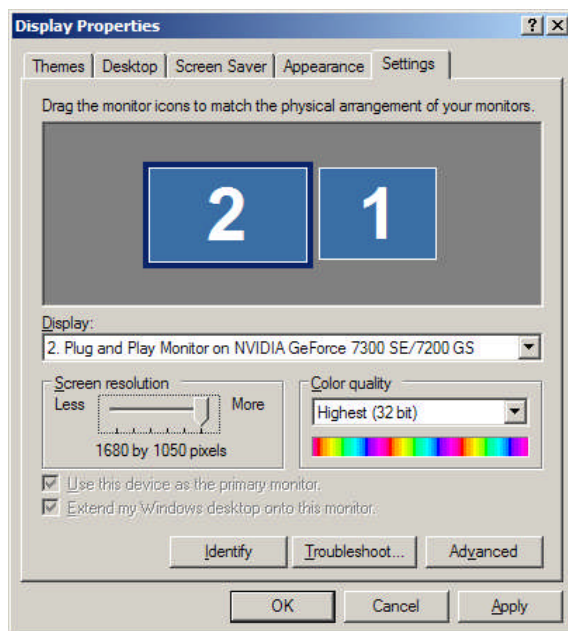 Display Properties
Themes Desktop Screen Saver Appearance Settings
Drag the monitor icons to match the physical arrangement of your monitors.
2 1
Display:
2. Plug and Play Monitor on NVIDIA GeForce 7300 SE/7200 GS
Screen resolution
Less More
1680 by 1050 pixels
Color quality
Highest (32 bit)
Use this device as the primary monitor.
Extend my Windows desktop onto this monitor.
Identify Troubleshoot... Advanced
OK Cancel Apply